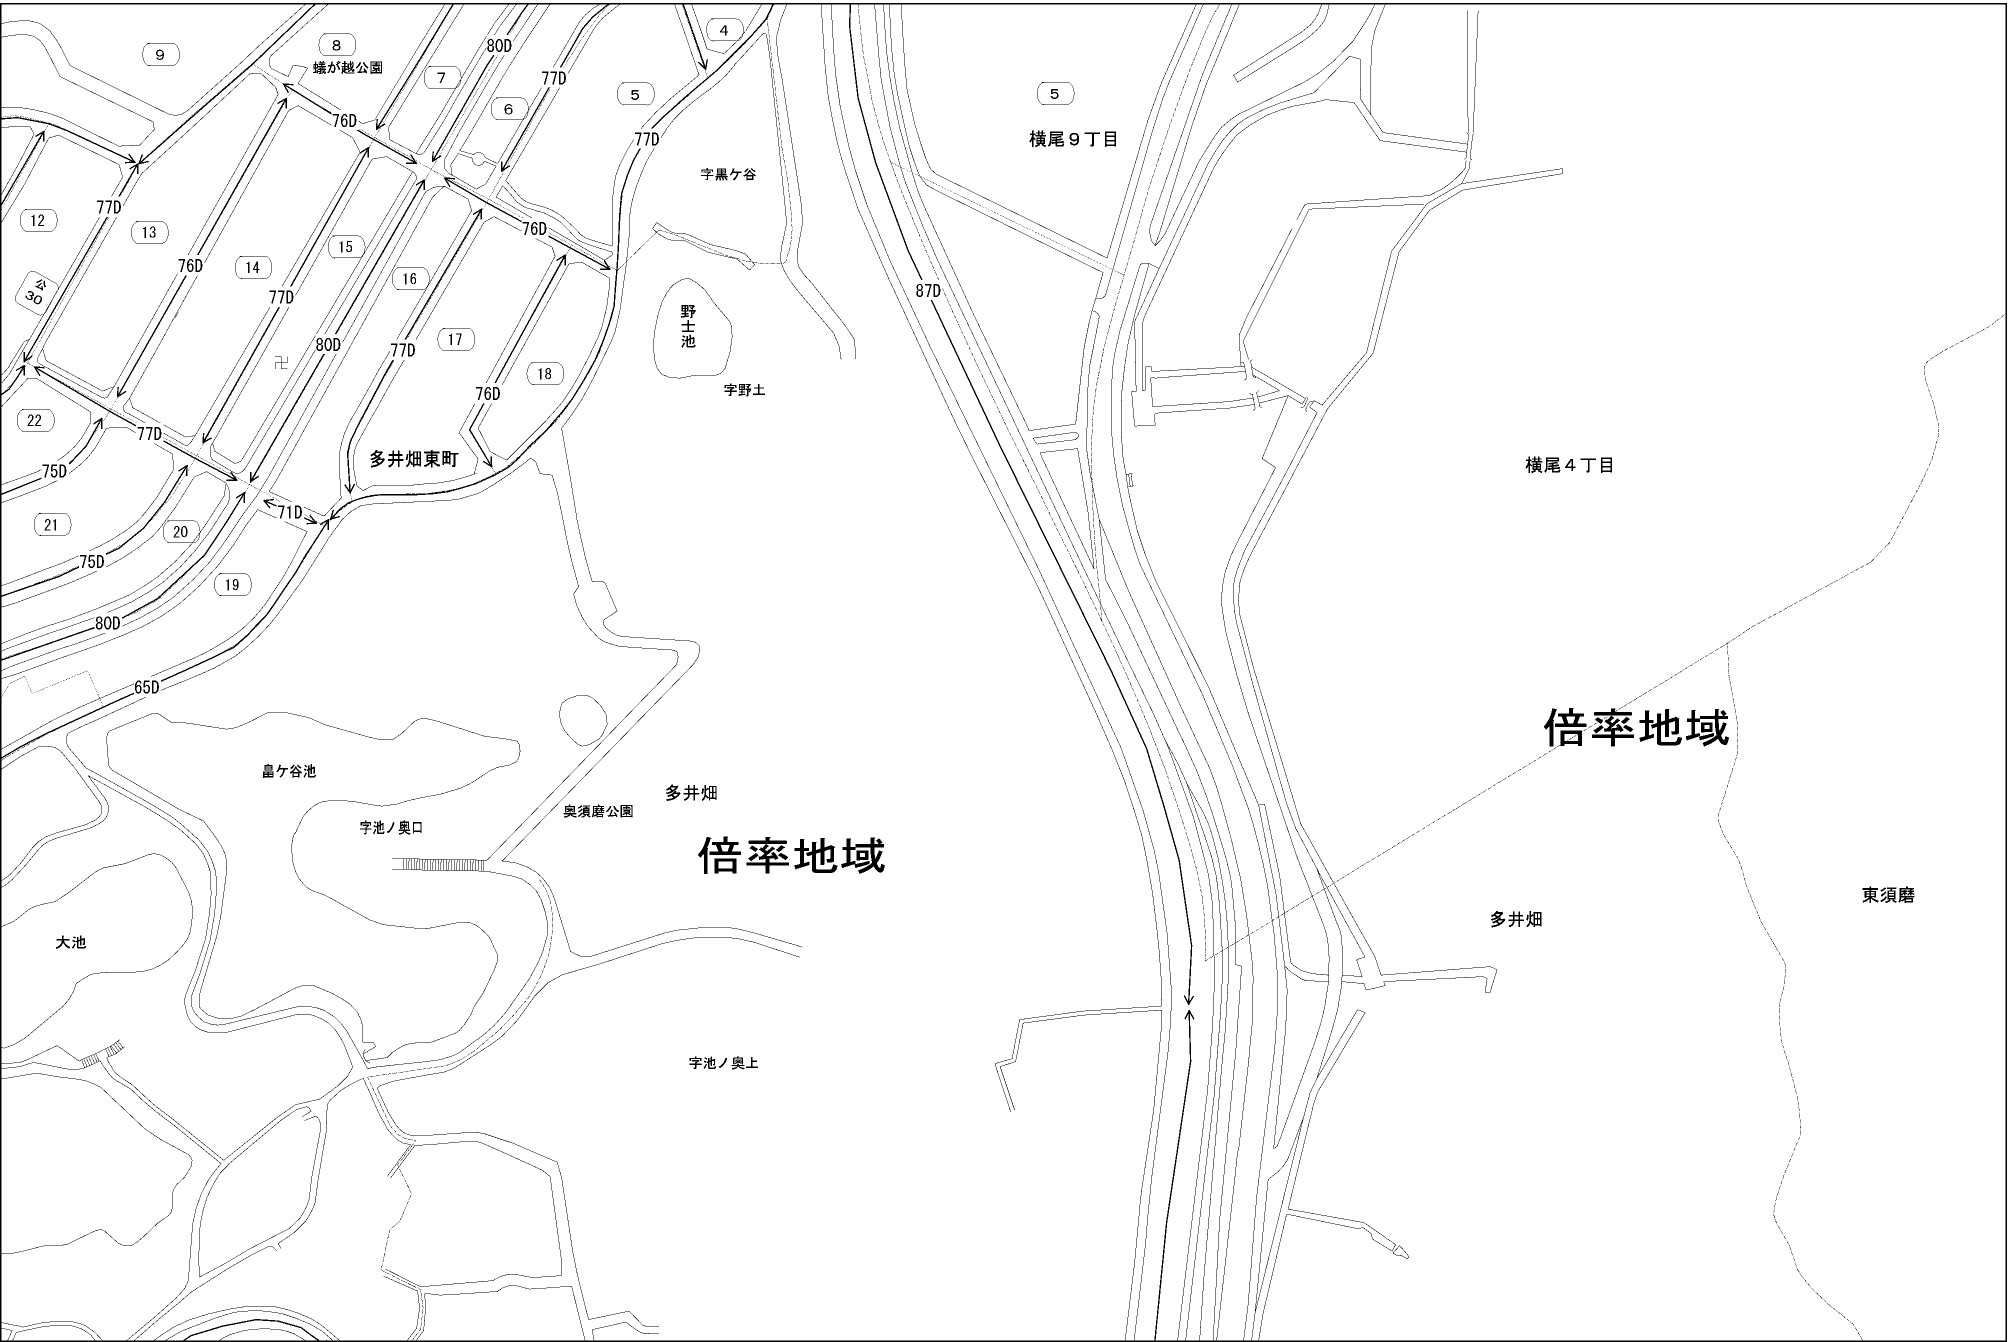 4
8
80D
9
蟻が越公園
7
77D
5
5
6
76D
77D
横尾９丁目
字黒ケ谷
77D
12
13
76D
15
76D
14
16
公
30
87D
77D
野土池
17
80D
77D
卍
18
字野土
76D
22
77D
多井畑東町
横尾４丁目
75D
71D
21
20
75D
19
80D
65D
倍率地域
畠ケ谷池
多井畑
奥須磨公園
字池ノ奥口
倍率地域
東須磨
多井畑
大池
字池ノ奥上